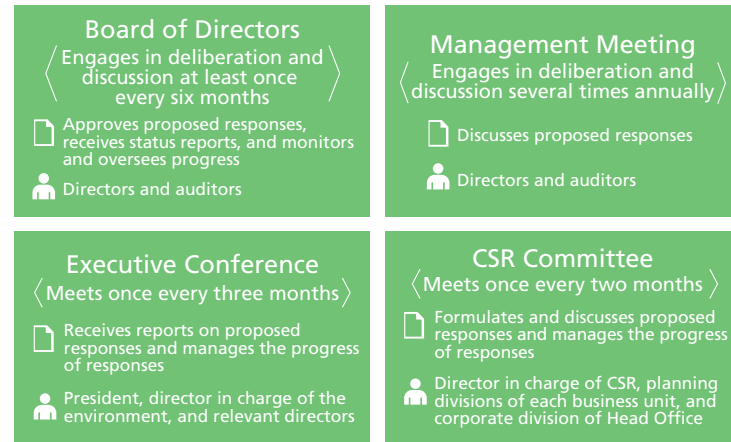 Board of Directors
Engages in deliberation and
discussion at least once
every six months
Approves proposed responses,
receives status reports, and monitors
and oversees progress
Directors and auditors
Management Meeting
Engages in deliberation and
discussion several times annually
Discusses proposed responses
Directors and auditors
Executive Conference
Meets once every three months
Receives reports on proposed
responses and manages the progress
of responses
President, director in charge of the
environment, and relevant directors
CSR Committee
Meets once every two months
Formulates and discusses proposed
responses and manages the progress
of responses
Director in charge of CSR, planning
divisions of each business unit, and
corporate division of Head Office